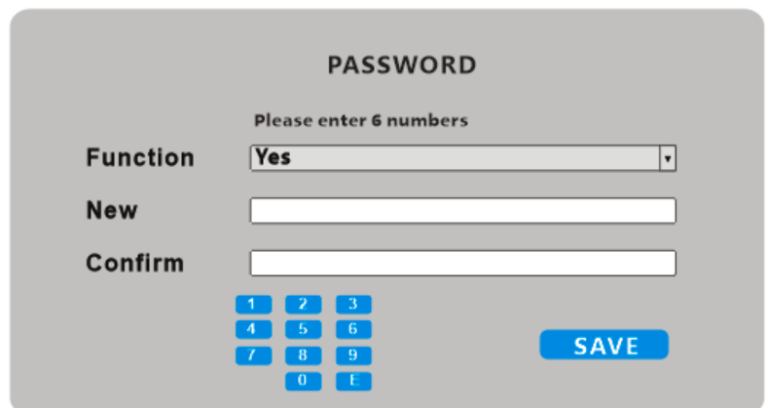 PASSWORD
Please enter 6 numbers
Function Yes
New
Confirm
1 2 3
4 5 6
7 8 9
0 E
SAVE